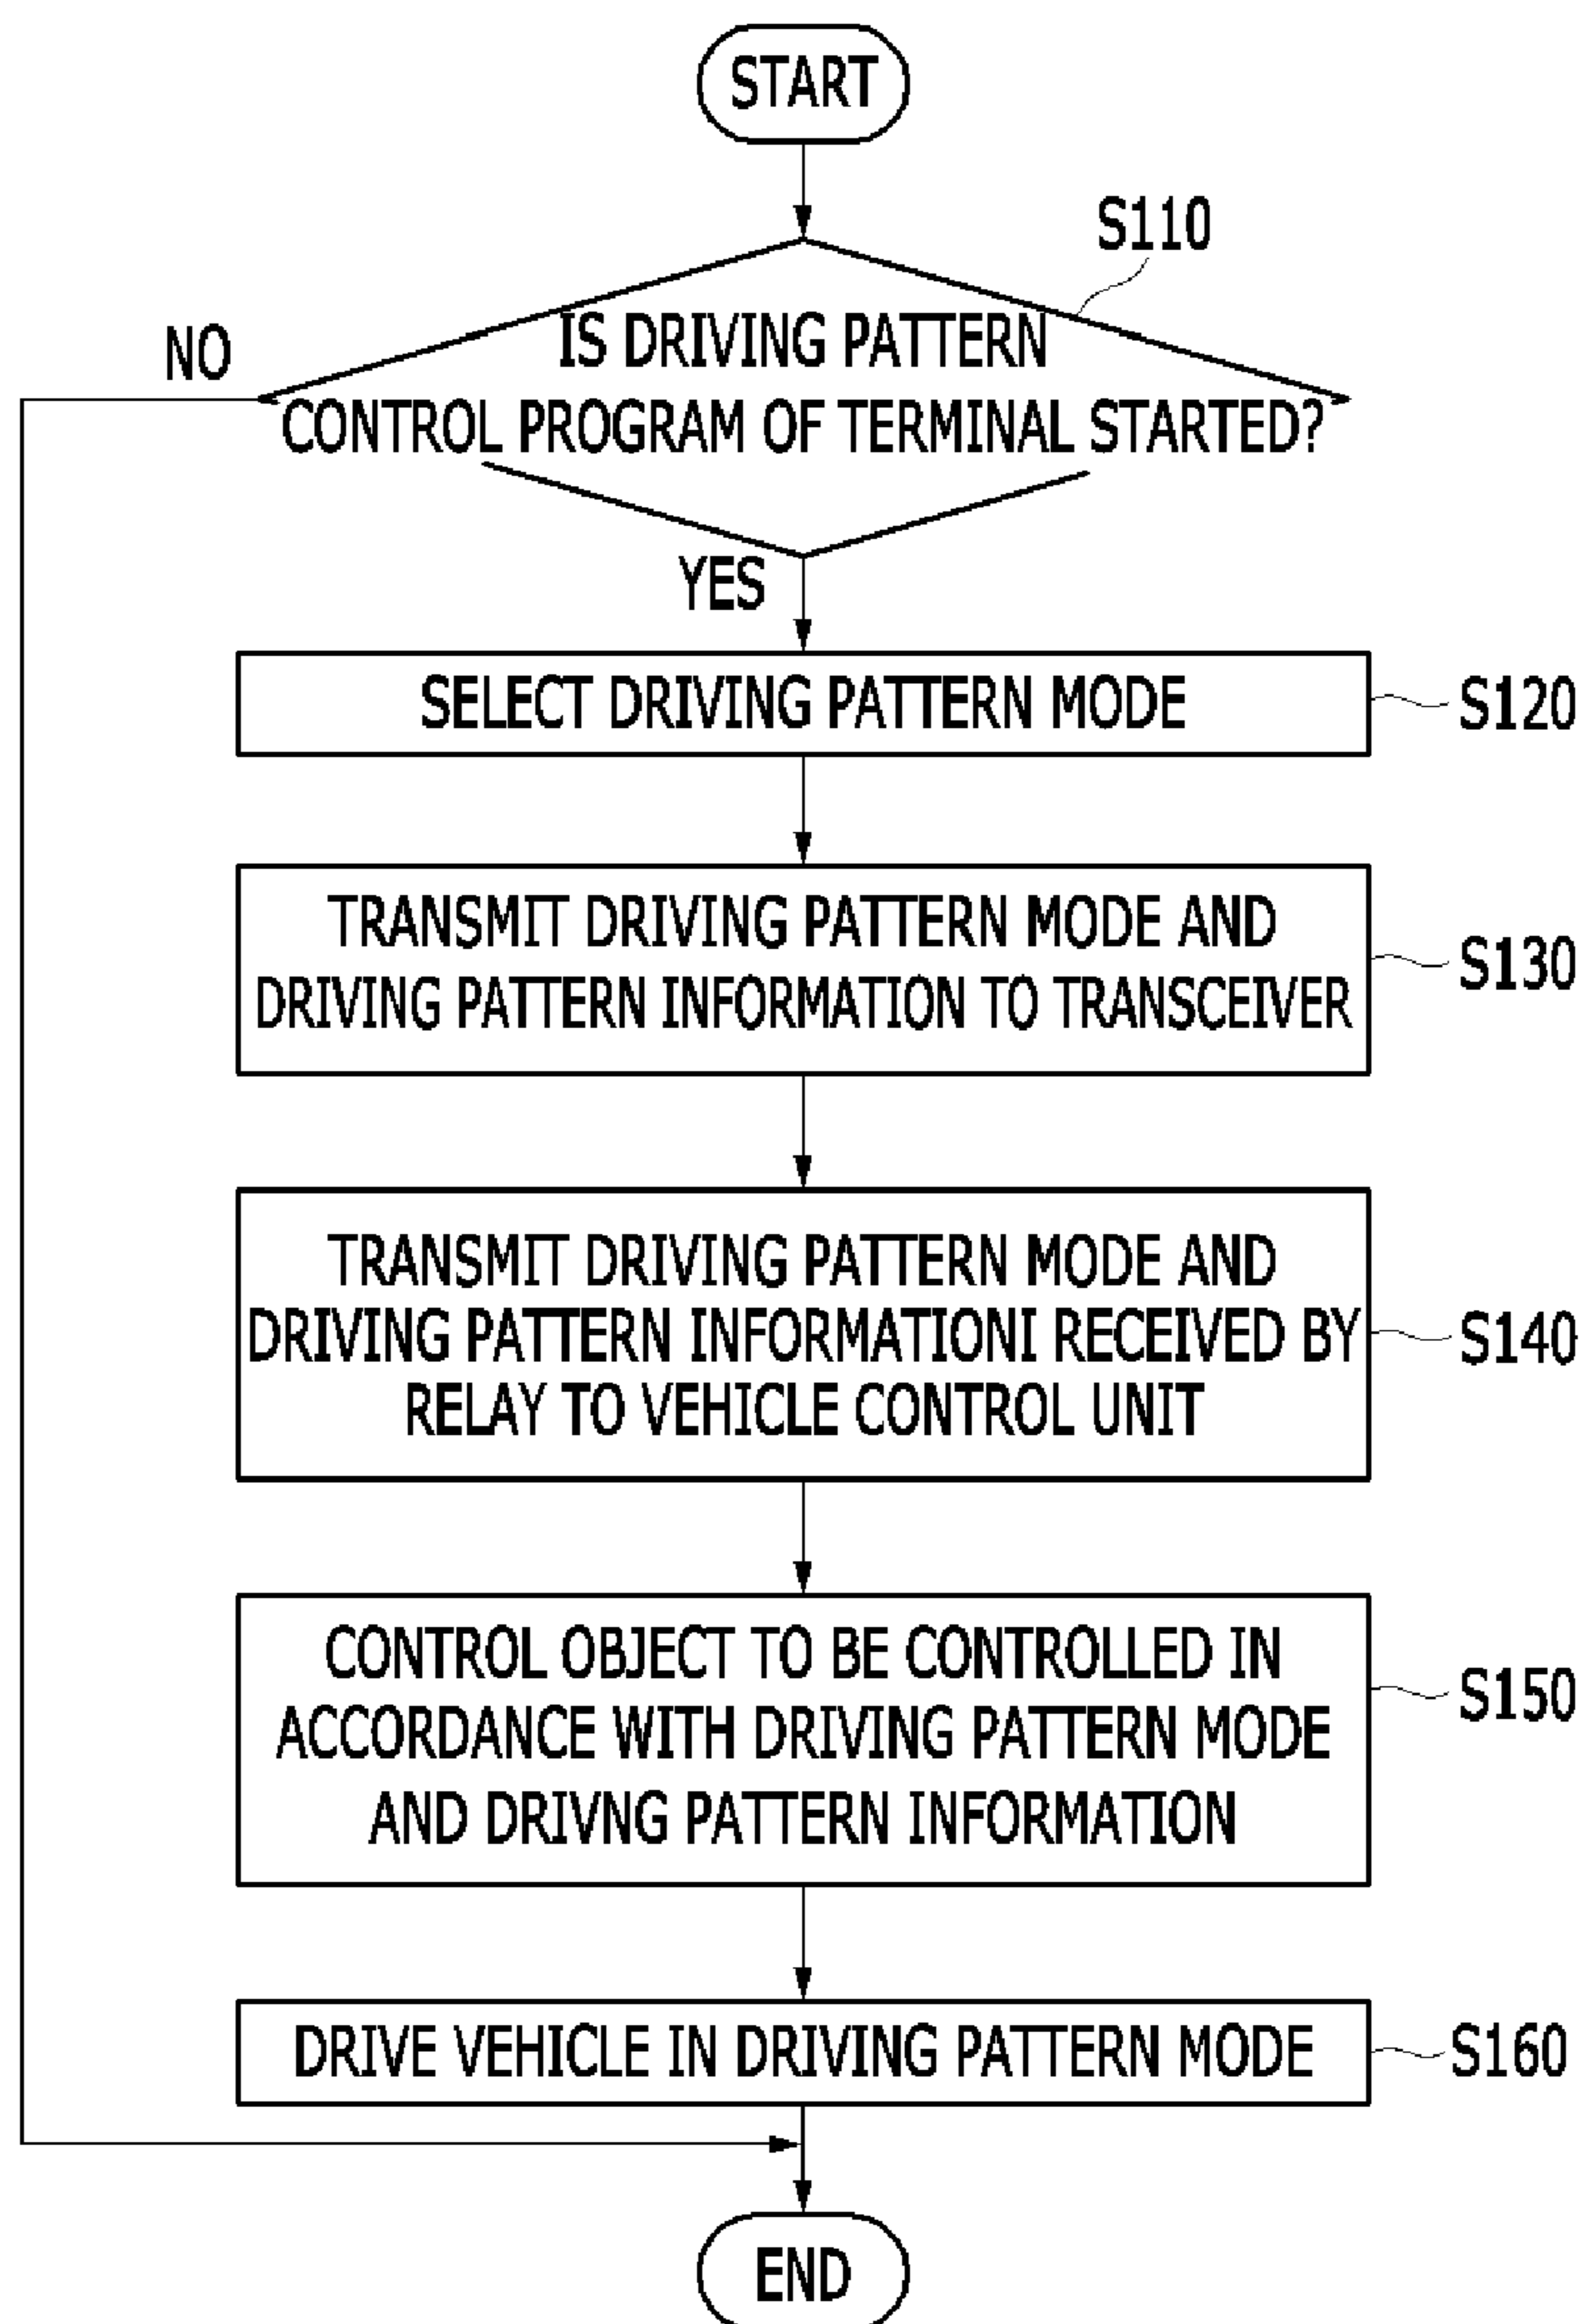 START
S110
NO
IS DRIVING PATTERN
CONTROL PROGRAM OF TERMINAL STARTED?
YES
SELECT DRIVING PATTERN MODE
S120
TRANSMIT DRIVING PATTERN MODE AND
DRIVING PATTERN INFORMATION TO TRANSCEIVER
S130
TRANSMIT DRIVING PATTERN MODE AND
DRIVING PATTERN INFORMATIONI RECEIVED BY
RELAY TO VEHICLE CONTROL UNIT
S140
CONTROL OBJECT TO BE CONTROLLED IN
ACCORDANCE WITH DRIVING PATTERN MODE
AND DRIVNG PATTERN INFORMATION
S150
DRIVE VEHICLE IN DRIVING PATTERN MODE
S160
END